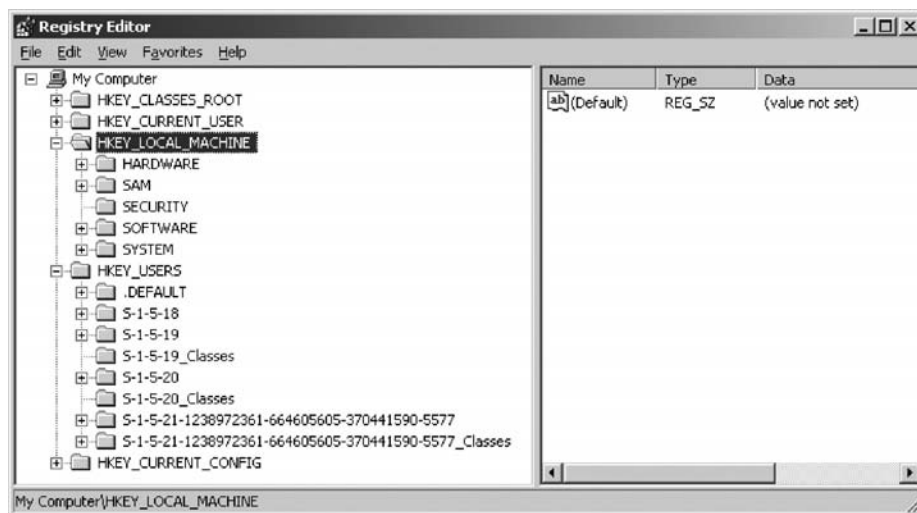 Registry Editor
File Edit View Favorites Help
My Computer
HKEY_CLASSES_ROOT
HKEY_CURRENT_USER
HKEY_LOCAL_MACHINE
HARDWARE
SAM
SECURITY
SOFTWARE
SYSTEM
HKEY_USERS
.DEFAULT
S-1-5-18
S-1-5-19
S-1-5-19_Classes
S-1-5-20
S-1-5-20_Classes
S-1-5-21-1238972361-664605605-370441590-5577
S-1-5-21-1238972361-664605605-370441590-5577_Classes
HKEY_CURRENT_CONFIG
Name Type Data
ab (Default) REG_SZ (value not set)
My Computer\HKEY_LOCAL_MACHINE